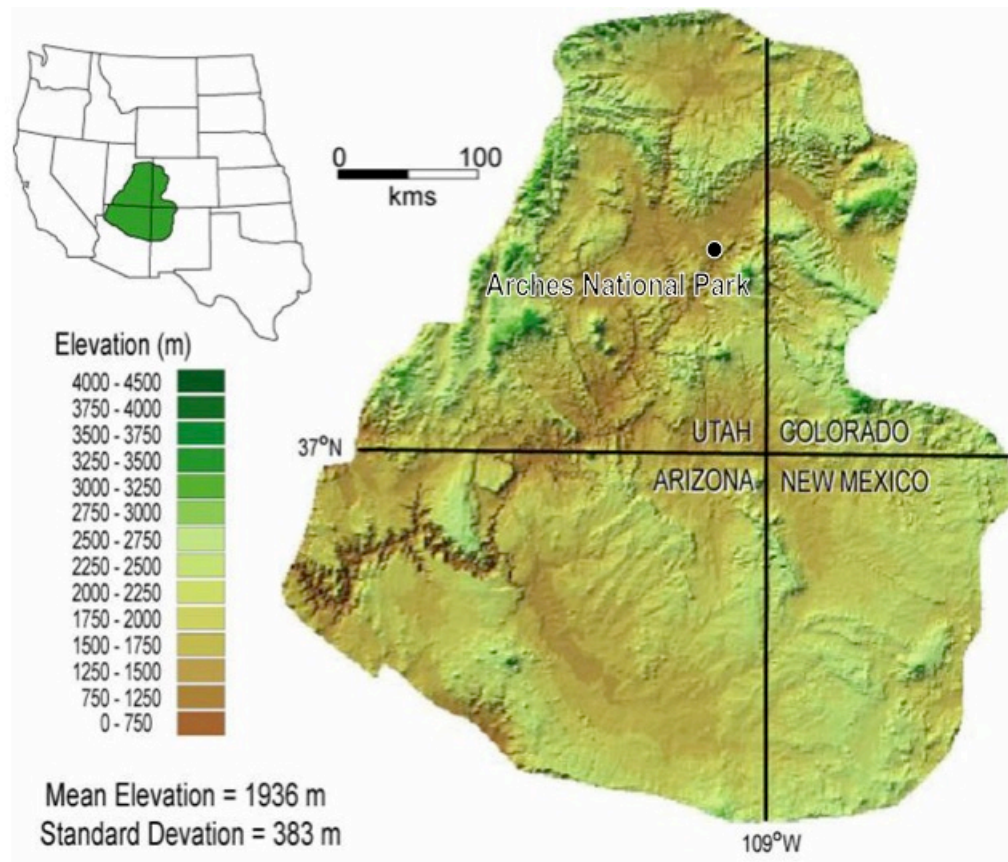 0 100
kms
Arches National Park
Elevation (m)
4000 - 4500
3750 - 4000
3500 - 3750
3250 - 3500
3000 - 3250
2750 - 3000
2500 - 2750
2250 - 2500
2000 - 2250
1750 - 2000
1500 - 1750
1250 - 1500
750 - 1250
0 - 750
37°N
UTAH COLORADO
ARIZONA NEW MEXICO
Mean Elevation = 1936 m
Standard Devation = 383 m
109°W